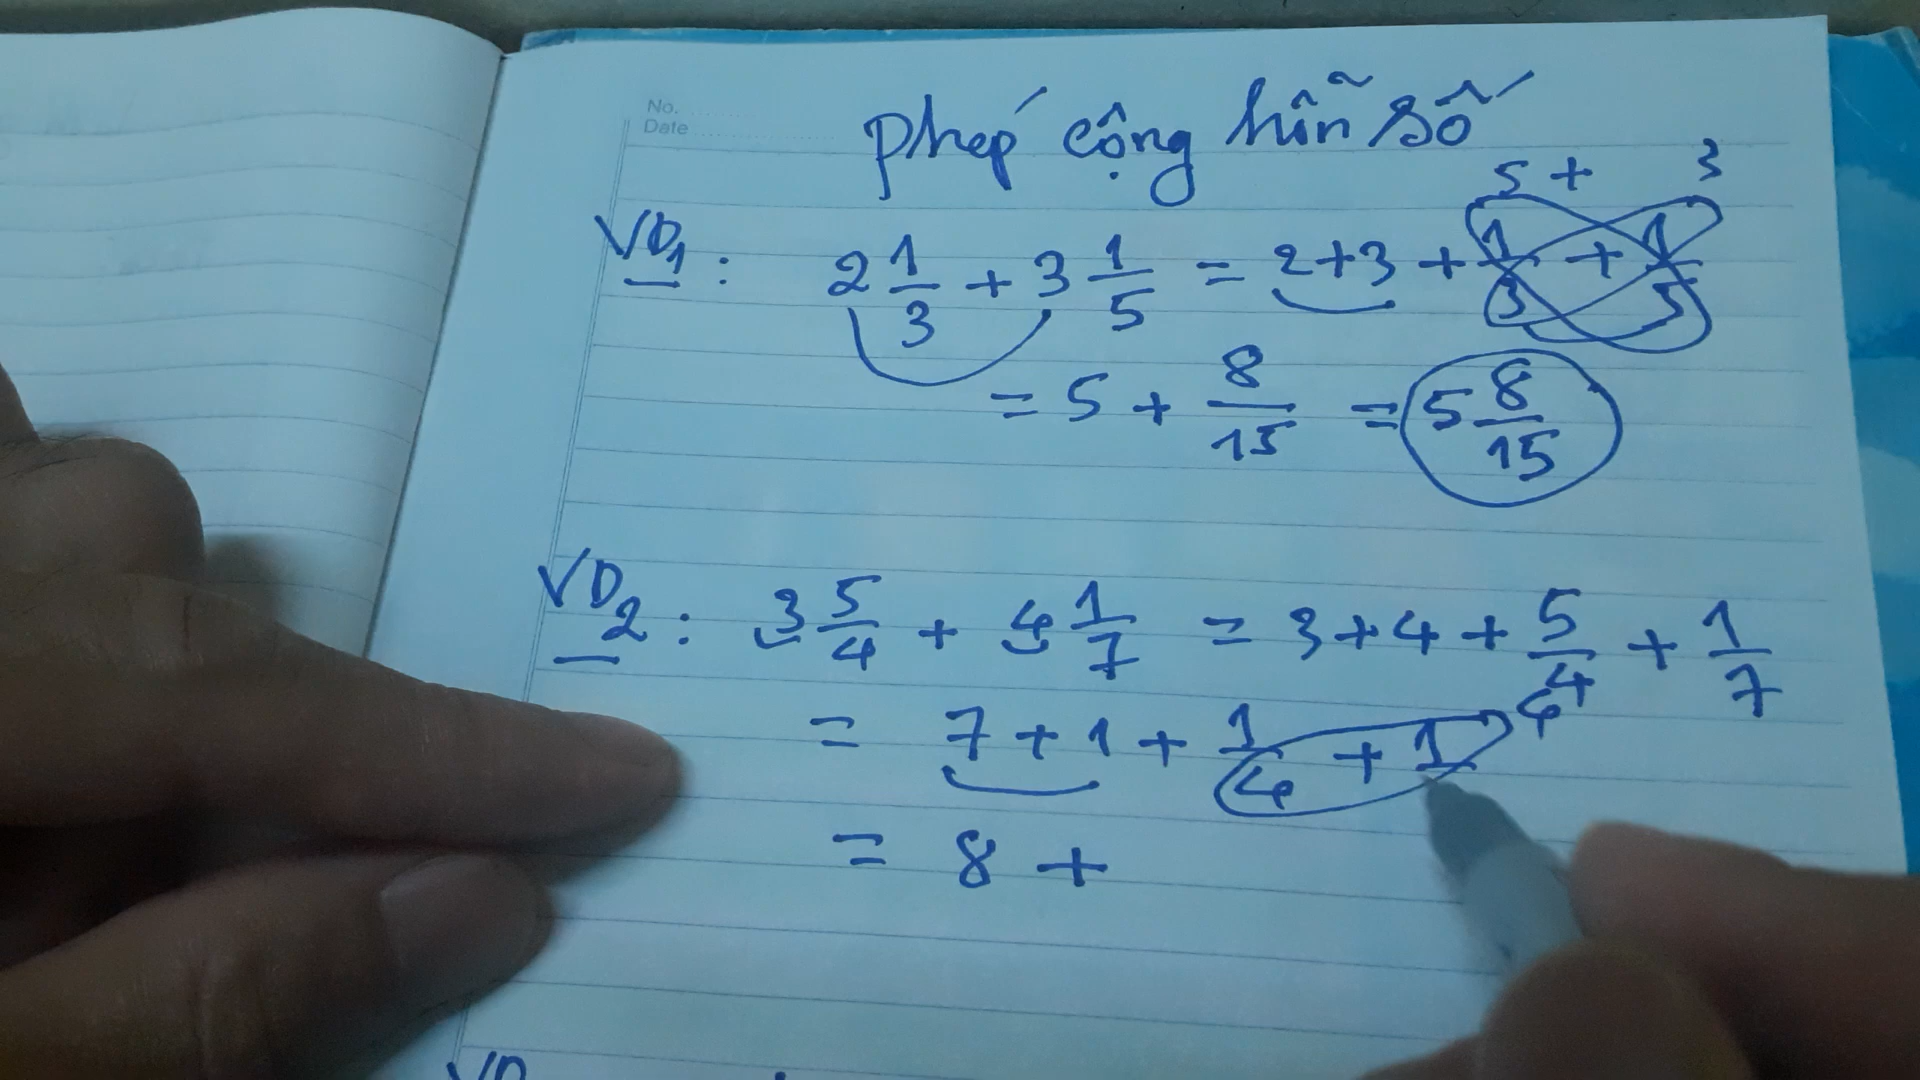 No.
Date
phép cộng hỗn số
5 + 3
VD1 : 2 1/3 + 3 1/5 = 2+3 + 1/3 + 1/5
= 5 + 8/15 = 5 8/15
VD2 : 3 5/4 + 4 1/7 = 3+4 + 5/4 + 1/7
= 7 + 1 + 1/4 + 1 4
= 8 +
VD